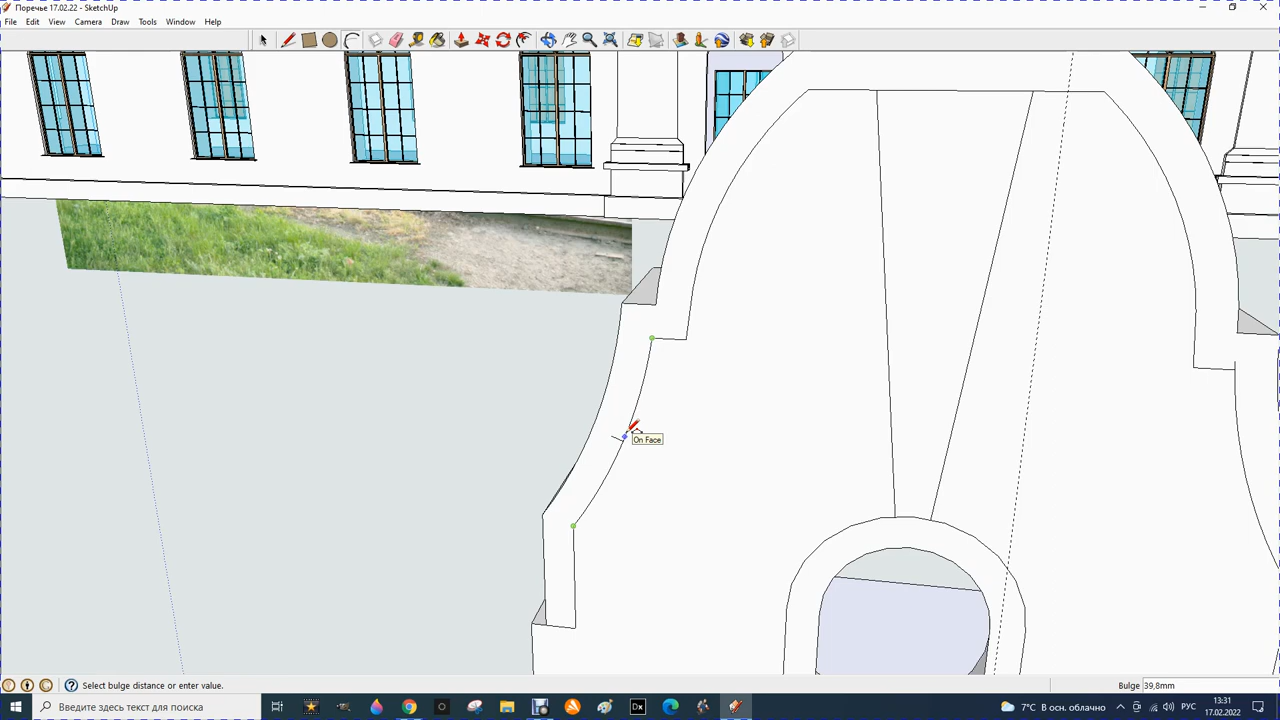 Поречье 17.02.22 - SketchUp
File Edit View Camera Draw Tools Window Help
On Face
Select bulge distance or enter value.
Bulge 39,8mm
Введите здесь текст для поиска
Dx
7°C В осн. облачно
РУС
13:31
17.02.2022